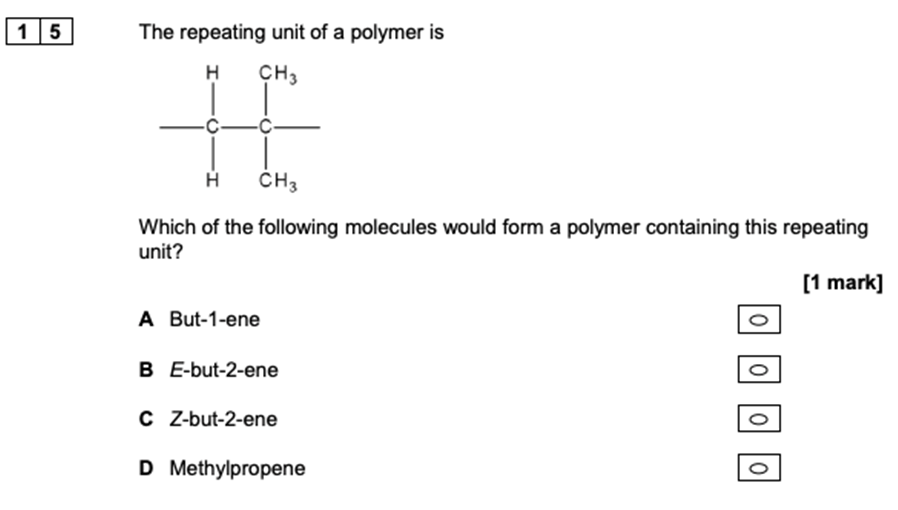 1 5 The repeating unit of a polymer is
H CH3
C C
H CH3
Which of the following molecules would form a polymer containing this repeating
unit?
[1 mark]
A But-1-ene
B E-but-2-ene
C Z-but-2-ene
D Methylpropene